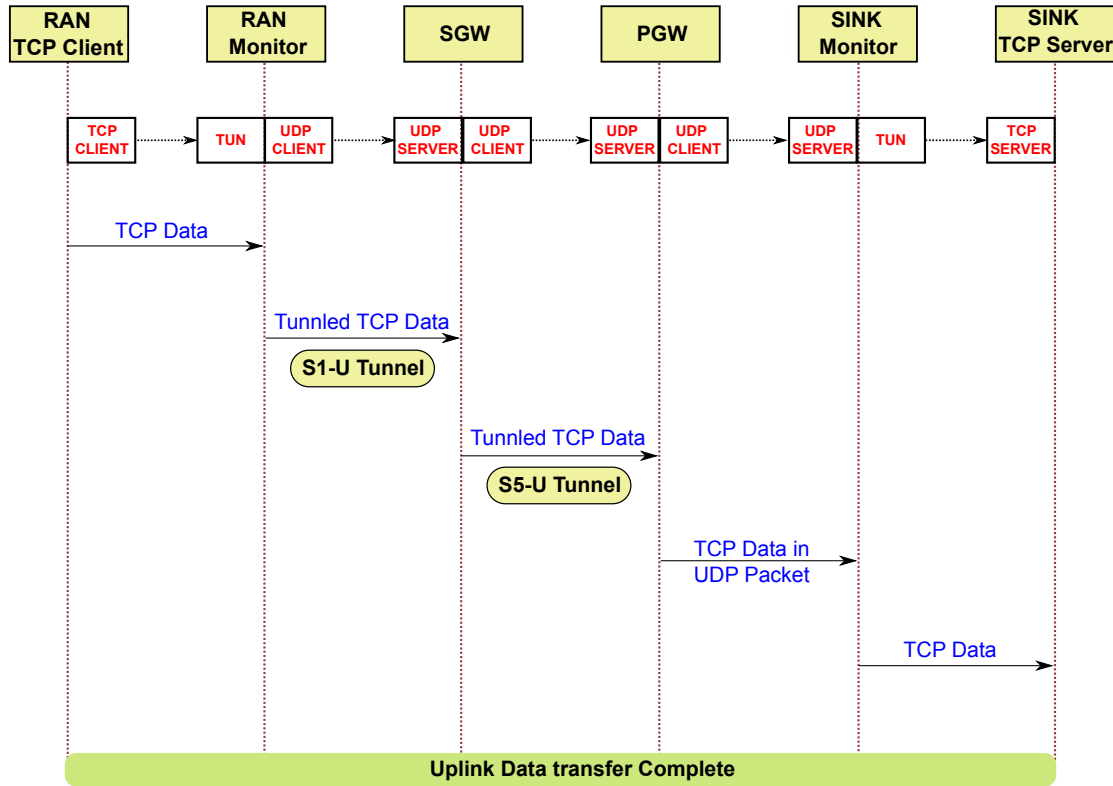 RAN
TCP Client
RAN
Monitor
SGW
PGW
SINK
Monitor
SINK
TCP Server
TCP
CLIENT
TUN
UDP
CLIENT
UDP
SERVER
UDP
CLIENT
UDP
SERVER
UDP
CLIENT
UDP
SERVER
TUN
TCP
SERVER
TCP Data
Tunnled TCP Data
S1-U Tunnel
Tunnled TCP Data
S5-U Tunnel
TCP Data in
UDP Packet
TCP Data
Uplink Data transfer Complete